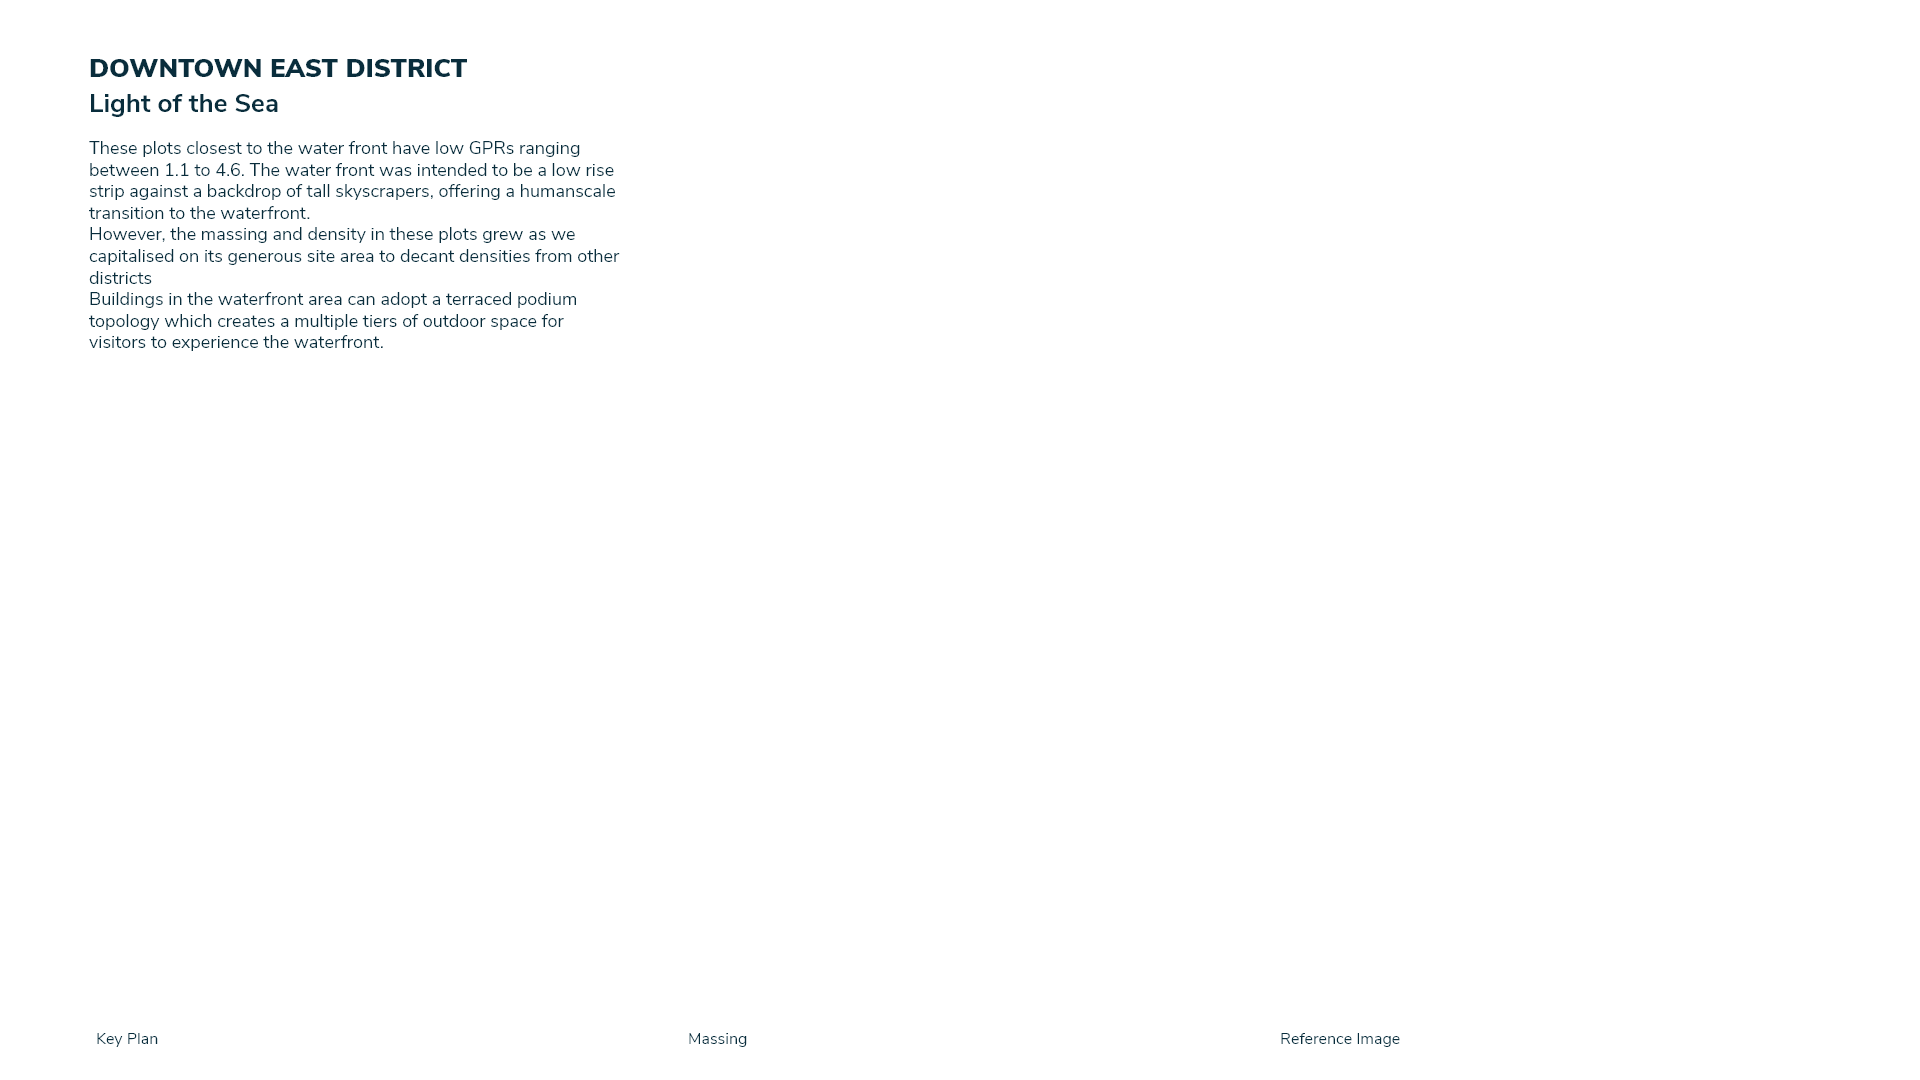 DOWNTOWN EAST DISTRICT
Light of the Sea
These plots closest to the water front have low GPRs ranging
between 1.1 to 4.6. The water front was intended to be a low rise
strip against a backdrop of tall skyscrapers, offering a humanscale
transition to the waterfront.
However, the massing and density in these plots grew as we
capitalised on its generous site area to decant densities from other
districts
Buildings in the waterfront area can adopt a terraced podium
topology which creates a multiple tiers of outdoor space for
visitors to experience the waterfront.
Key Plan
Massing
Reference Image